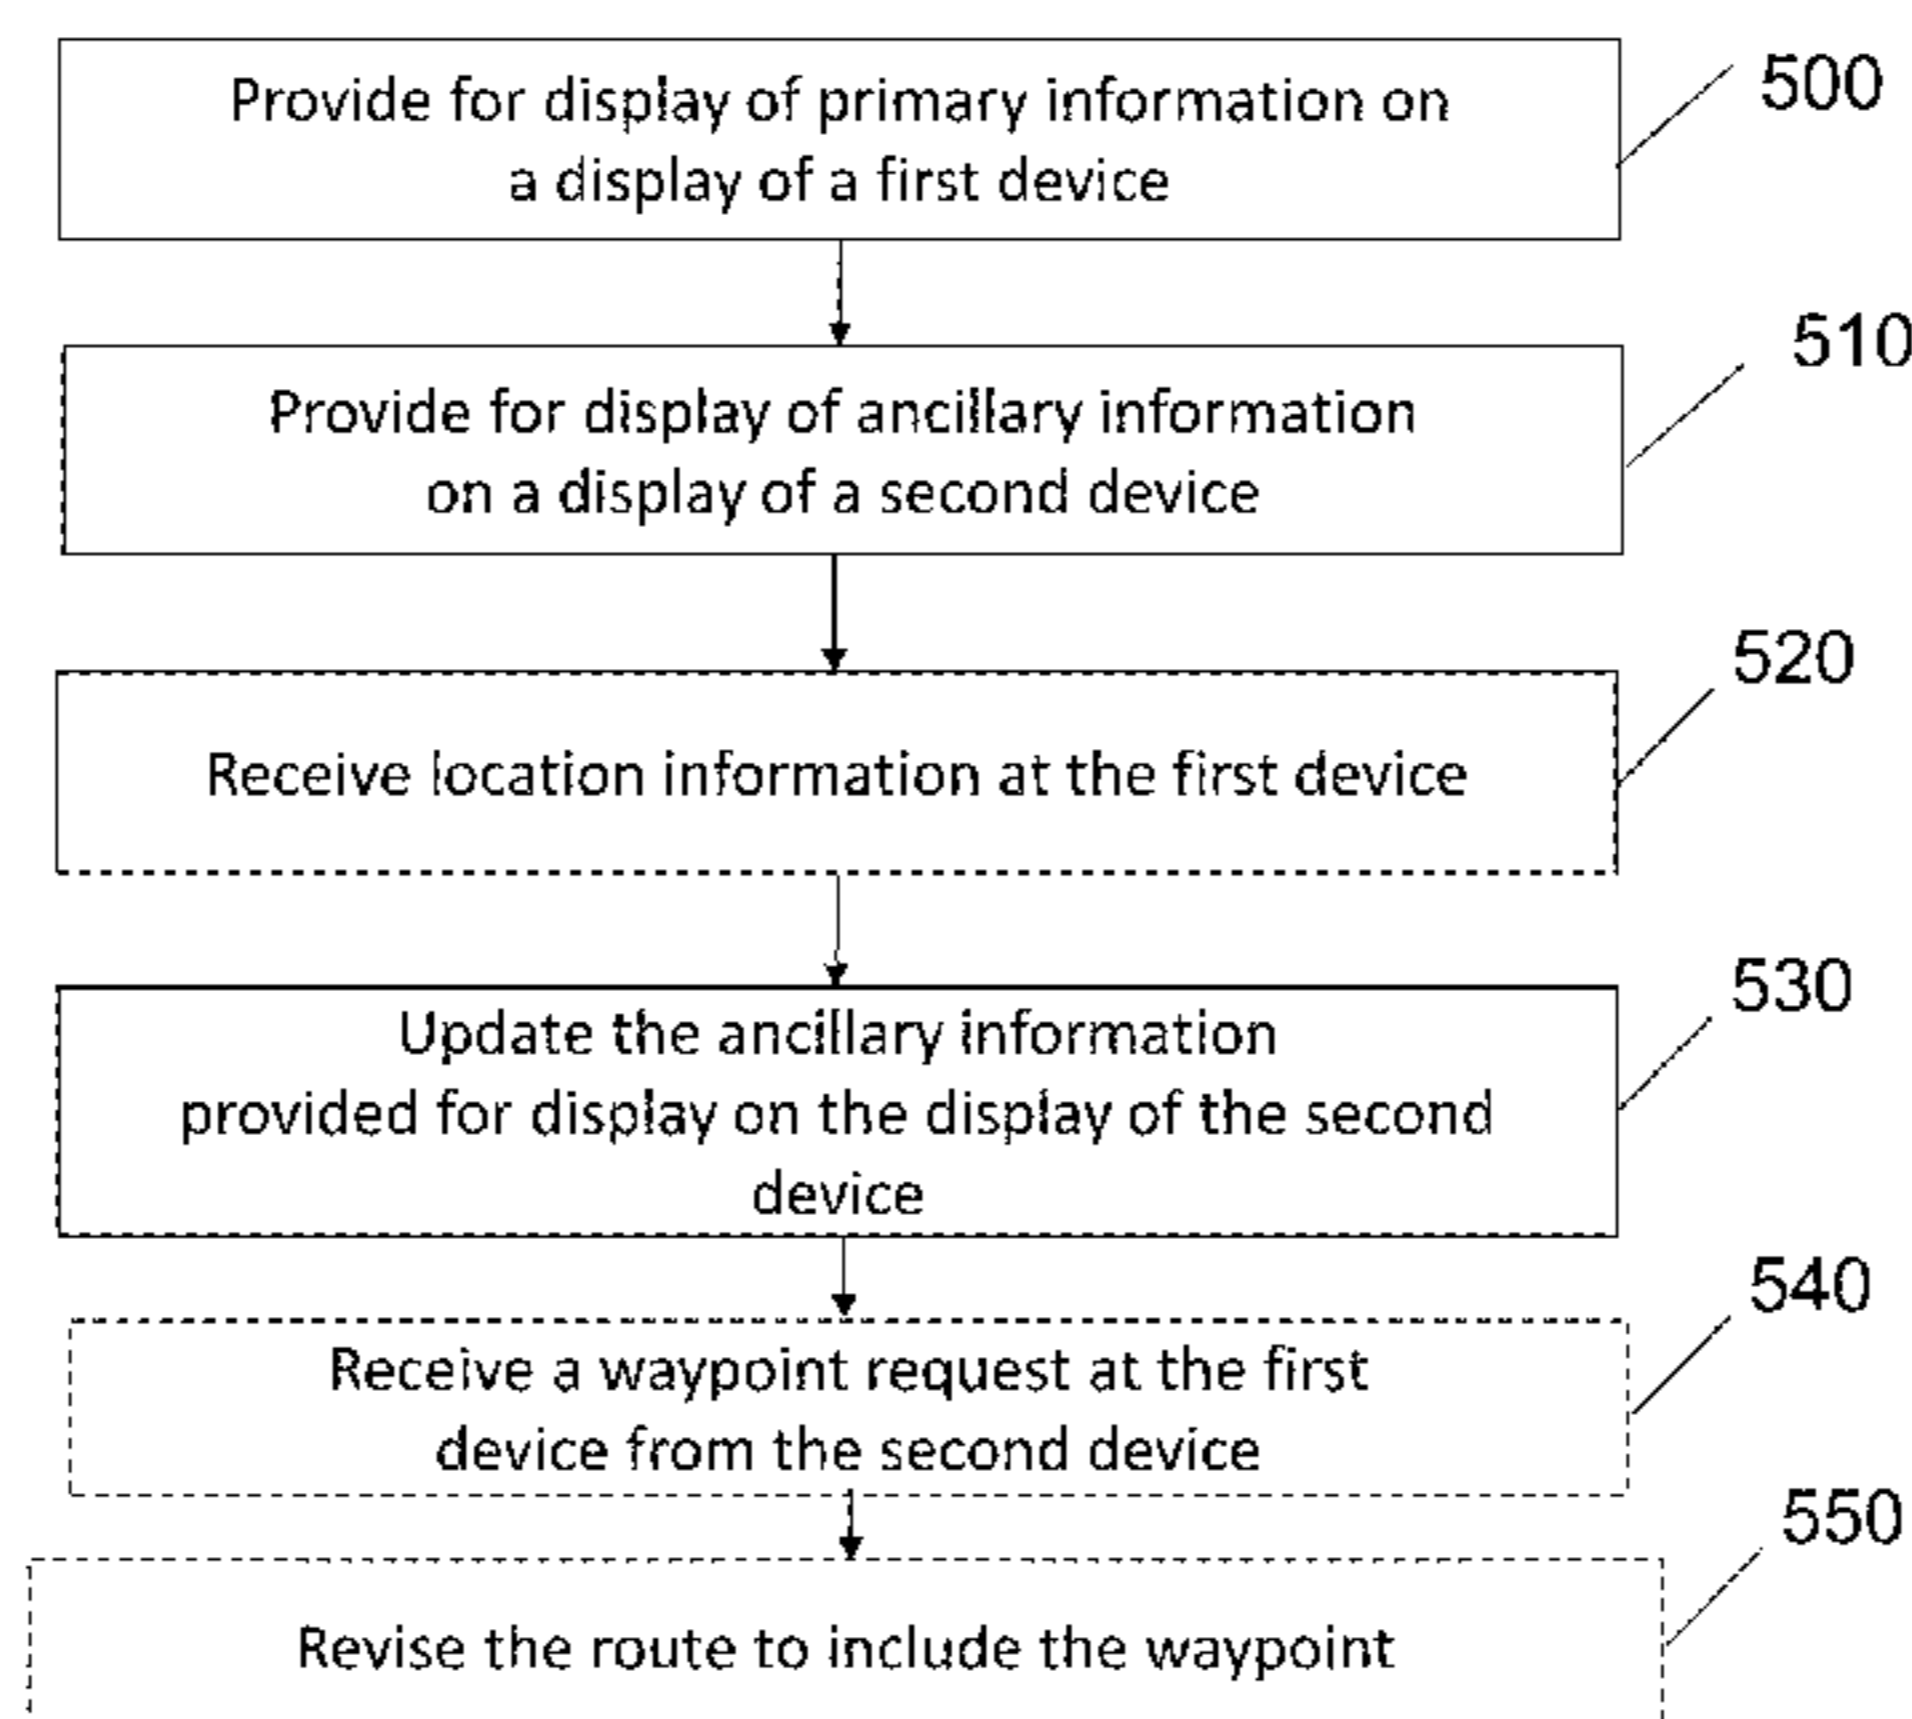 Provide for display of primary information on
a display of a first device
500
Provide for display of ancillary information
on a display of a second device
510
Receive location information at the first device
520
Update the ancillary information
provided for display on the display of the second
device
530
Receive a waypoint request at the first
device from the second device
540
Revise the route to include the waypoint
550